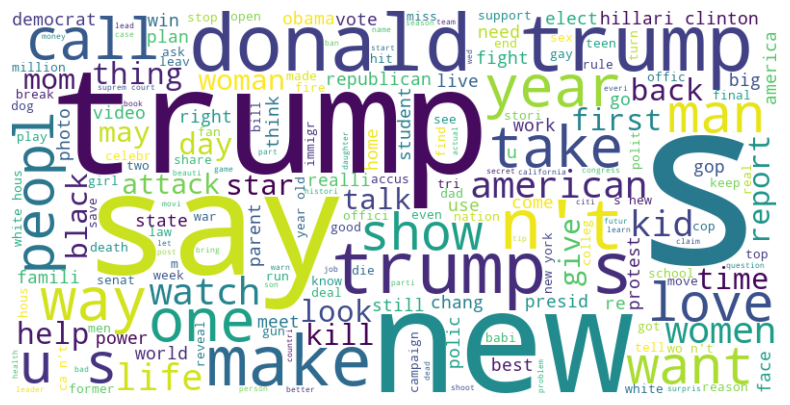 democrat stop open obama vote miss support elect hillari clinton
call donald trump
lead win plan ask need end sex gay teen turn
case name season team ban start wed rule america
million leav hit
money woman made fire republican live fight offic big
mom thing year back
break suprem court trump everi go final
dog book man
play photo video right bill think student see stori first work
may fan home find take
peopl day immigr polit
two share u gop
celebr realli accus tri secret california congress keep real
girl beauti part game daughter actual dad american report
white hous black attack star talk use cop
save movi histori nation come citi s new
say n't s
state war parent year old offici even kid futur learn
death law let post good show give colleg tip protest claim top
m bring
senat week run warn job know die trump's time question
famili deal parti new york school move
way watch look still chang presid re love
hous men meet son gun babi got
help power one kill polic women
world reveal countri new tell wo n't
u s make want
health ca n't life campaign dead best face
bad person better shoot problem white surpris reason
leader former